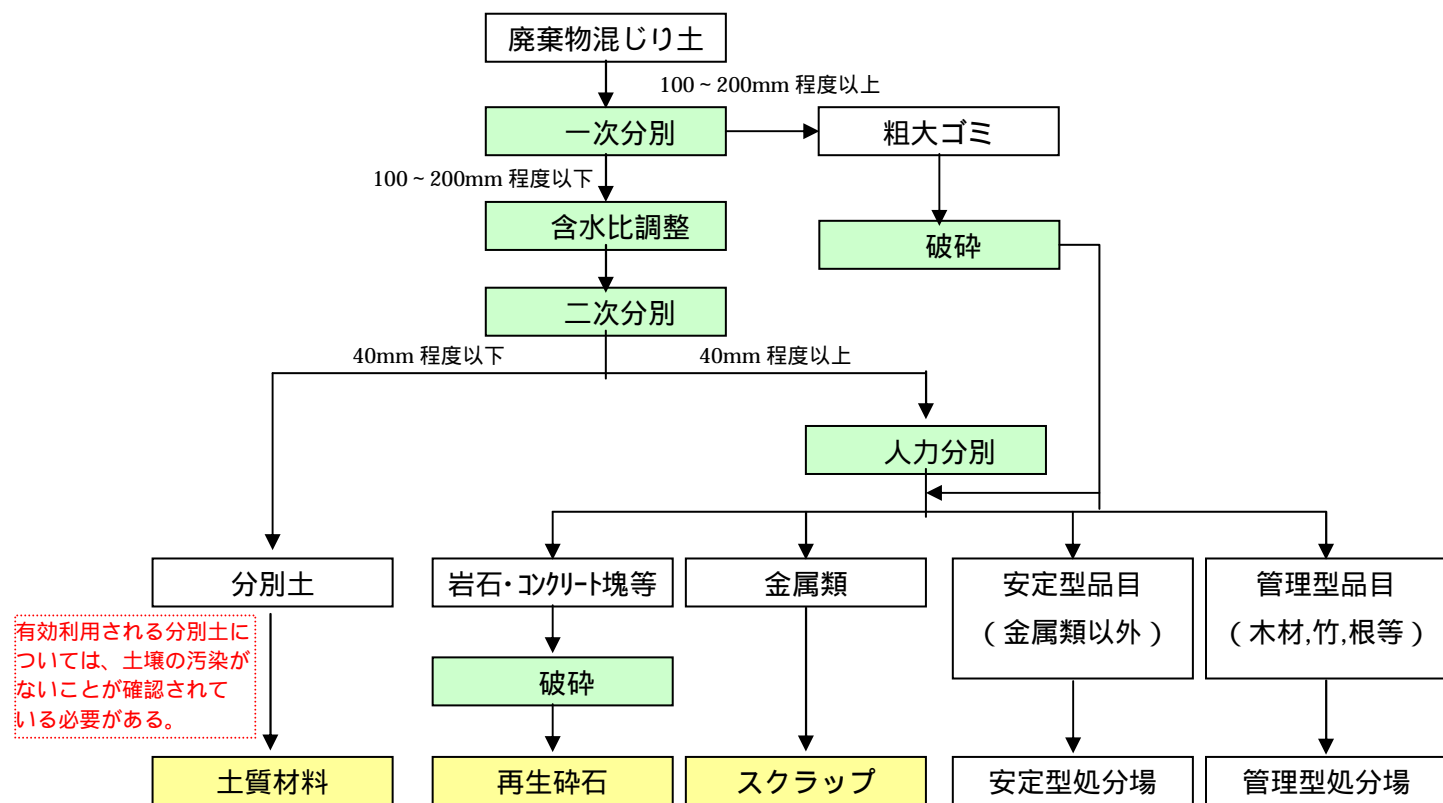 廃棄物混じり土
100~200mm 程度以上
一次分別
粗大ゴミ
100~200mm 程度以下
含水比調整
破砕
二次分別
40mm 程度以下
40mm 程度以上
人力分別
分別土
岩石・コンクリート塊等
金属類
安定型品目
(金属類以外)
管理型品目
(木材,竹,根等)
有効利用される分別土に
ついては、土壌の汚染が
ないことが確認されて
いる必要がある。
破砕
土質材料
再生砕石
スクラップ
安定型処分場
管理型処分場